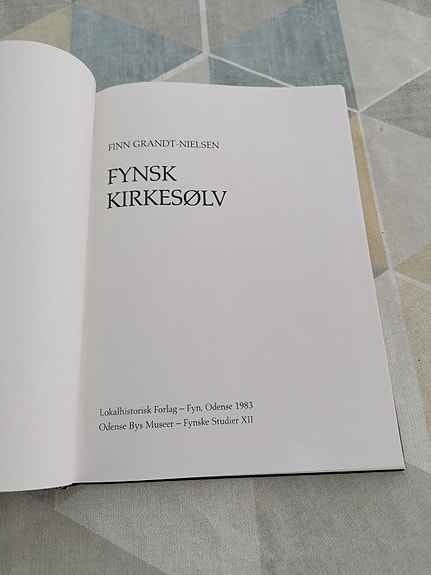 FINN GRANDT-NIELSEN
FYNSK
KIRKESØLV
Lokalhistorisk Forlag – Fyn, Odense 1983
Odense Bys Museer – Fynske Studier XII